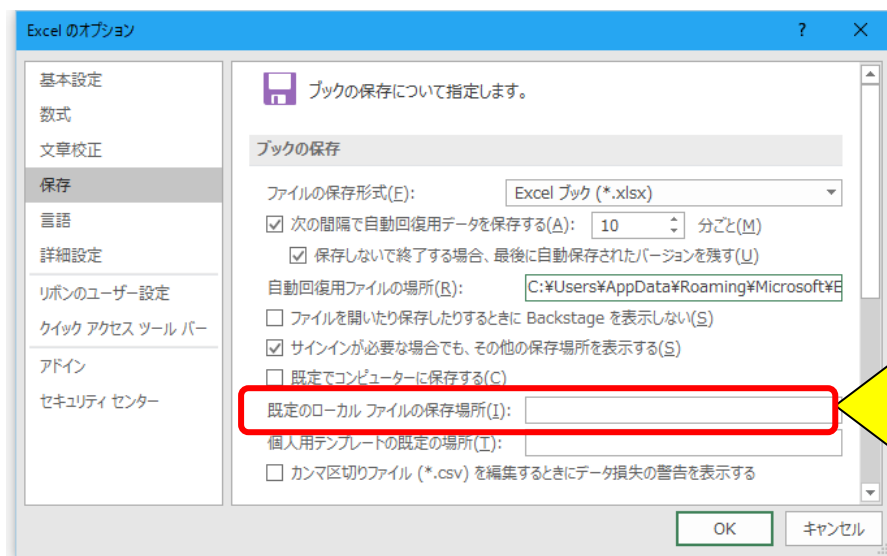 Excel のオプション
?
基本設定
数式
文章校正
保存
言語
詳細設定
リボンのユーザー設定
クイック アクセス ツール バー
アドイン
セキュリティ センター
ブックの保存について指定します。
ブックの保存
ファイルの保存形式(F): Excel ブック (*.xlsx)
次の間隔で自動回復用データを保存する(A): 10 分ごと(M)
保存しないで終了する場合、最後に自動保存されたバージョンを残す(U)
自動回復用ファイルの場所(R): C:¥Users¥AppData¥Roaming¥Microsoft¥E
ファイルを開いたり保存したりするときに Backstage を表示しない(S)
サインインが必要な場合でも、その他の保存場所を表示する(S)
既定でコンピューターに保存する(C)
既定のローカル ファイルの保存場所(I):
個人用テンプレートの既定の場所(T):
カンマ区切りファイル (*.csv) を編集するときにデータ損失の警告を表示する
OK キャンセル